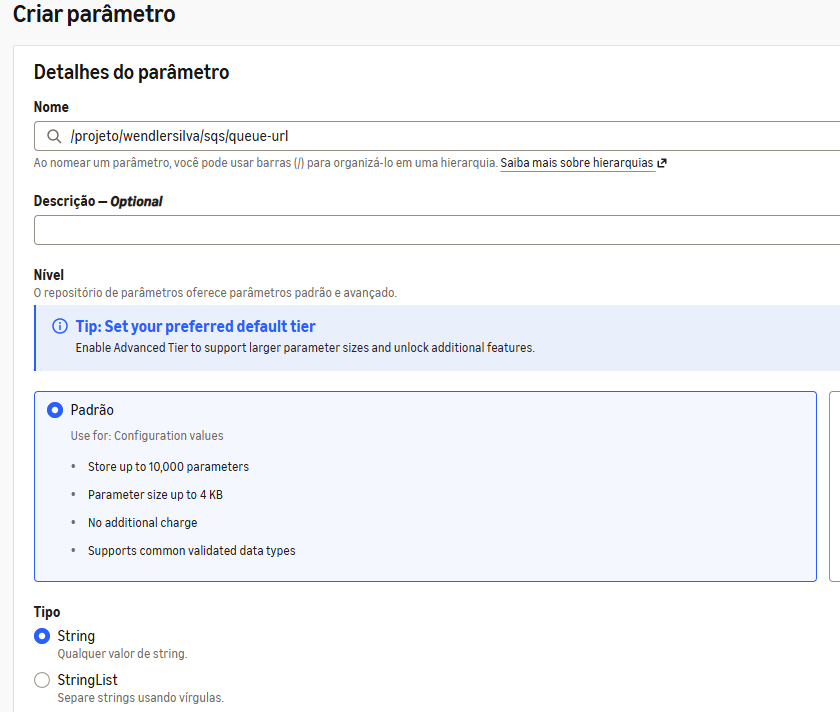 Criar parâmetro
Detalhes do parâmetro
Nome
/projeto/wendlersilva/sqs/queue-url
Ao nomear um parâmetro, você pode usar barras (/) para organizá-lo em uma hierarquia. Saiba mais sobre hierarquias
Descrição — Optional
Nível
O repositório de parâmetros oferece parâmetros padrão e avançado.
Tip: Set your preferred default tier
Enable Advanced Tier to support larger parameter sizes and unlock additional features.
Padrão
Use for: Configuration values
• Store up to 10,000 parameters
• Parameter size up to 4 KB
• No additional charge
• Supports common validated data types
Tipo
String
Qualquer valor de string.
StringList
Separe strings usando vírgulas.